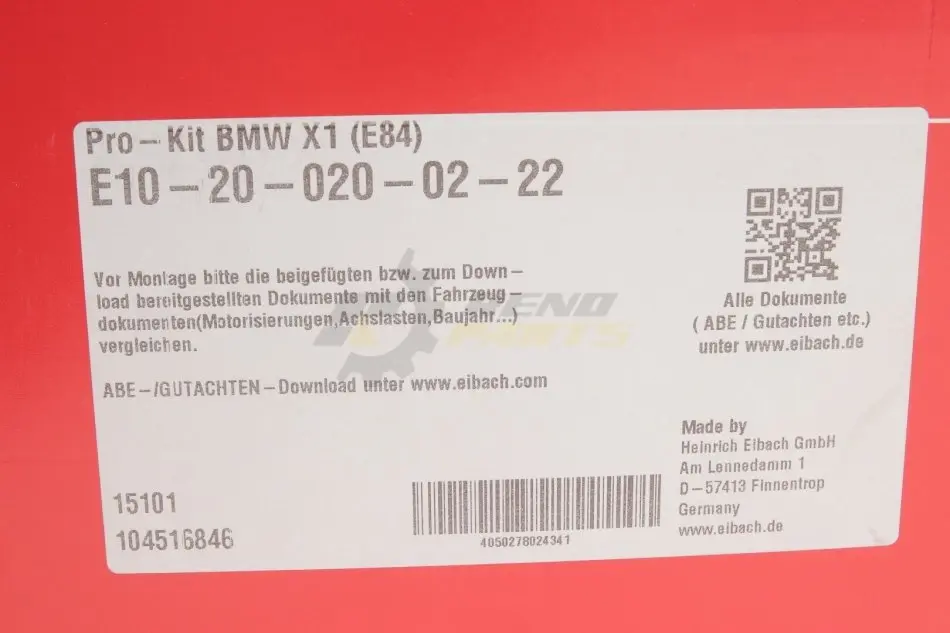 Pro – Kit BMW X1 (E84)
E10 – 20 – 020 – 02 – 22
Vor Montage bitte die beigefügten bzw. zum Down –
load bereitgestellten Dokumente mit den Fahrzeug –
dokumenten(Motorisierungen,Achslasten,Baujahr...)
vergleichen.
ABE – /GUTACHTEN – Download unter www.eibach.com
15101
104516846
4050278024341
Alle Dokumente
( ABE / Gutachten etc.)
unter www.eibach.de
Made by
Heinrich Eibach GmbH
Am Lennedamm 1
D – 57413 Finnentrop
Germany
www.eibach.de
PARTS